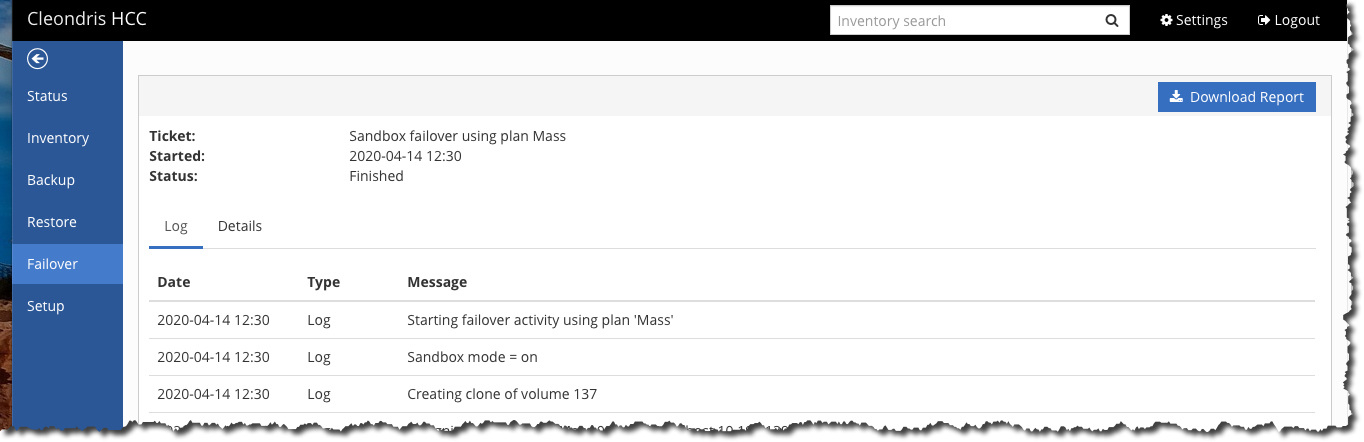 Cleondris HCC
Inventory search
Settings
Logout
Status
Inventory
Backup
Restore
Failover
Setup
Download Report
Ticket: Sandbox failover using plan Mass
Started: 2020-04-14 12:30
Status: Finished
Log Details
Date Type Message
2020-04-14 12:30 Log Starting failover activity using plan 'Mass'
2020-04-14 12:30 Log Sandbox mode = on
2020-04-14 12:30 Log Creating clone of volume 137